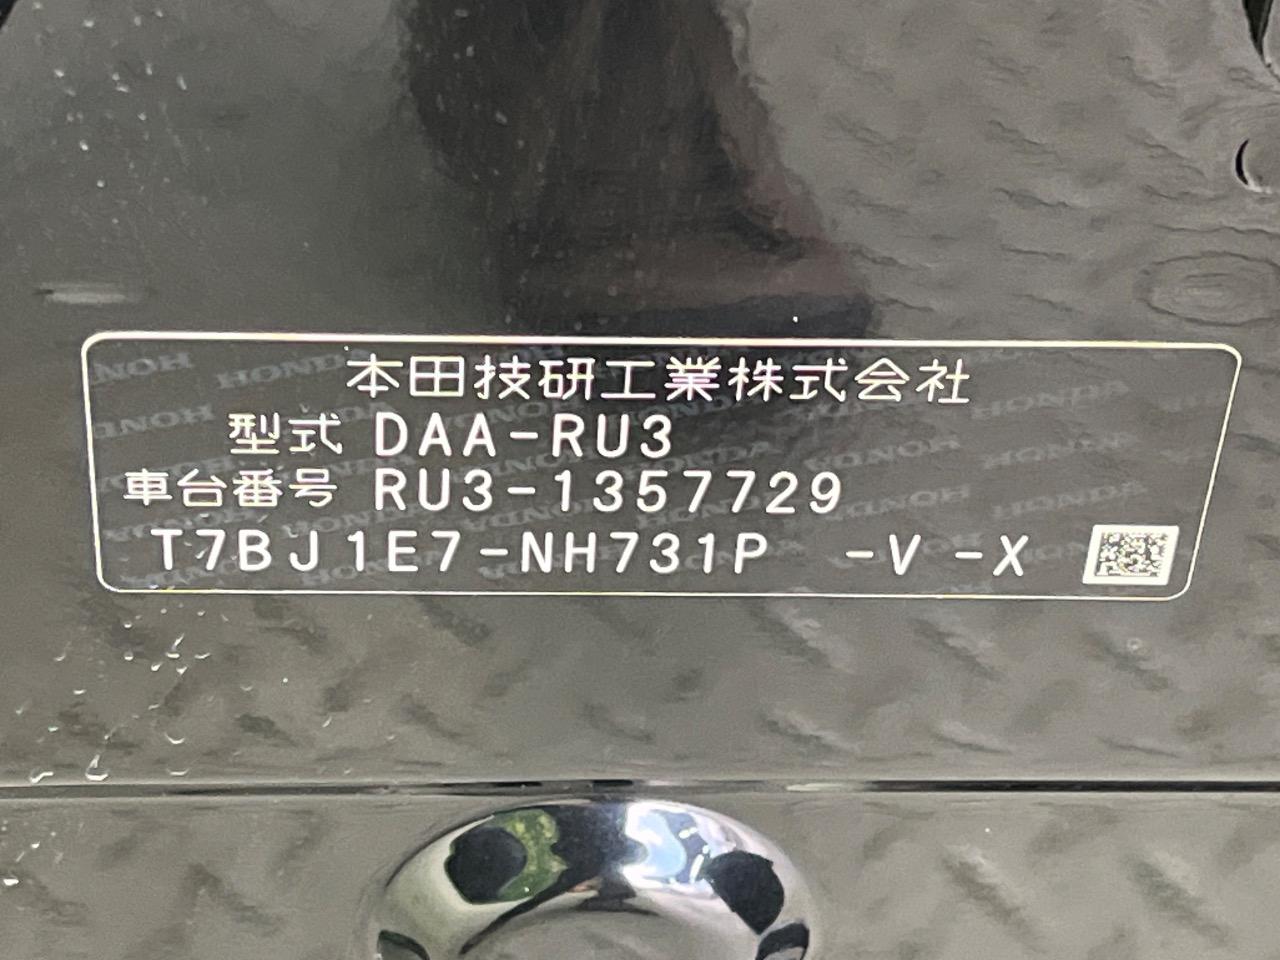 本田技研工業株式会社
型式 DAA-RU3
車台番号 RU3-1357729
T7BJ1E7-NH731P -V -X